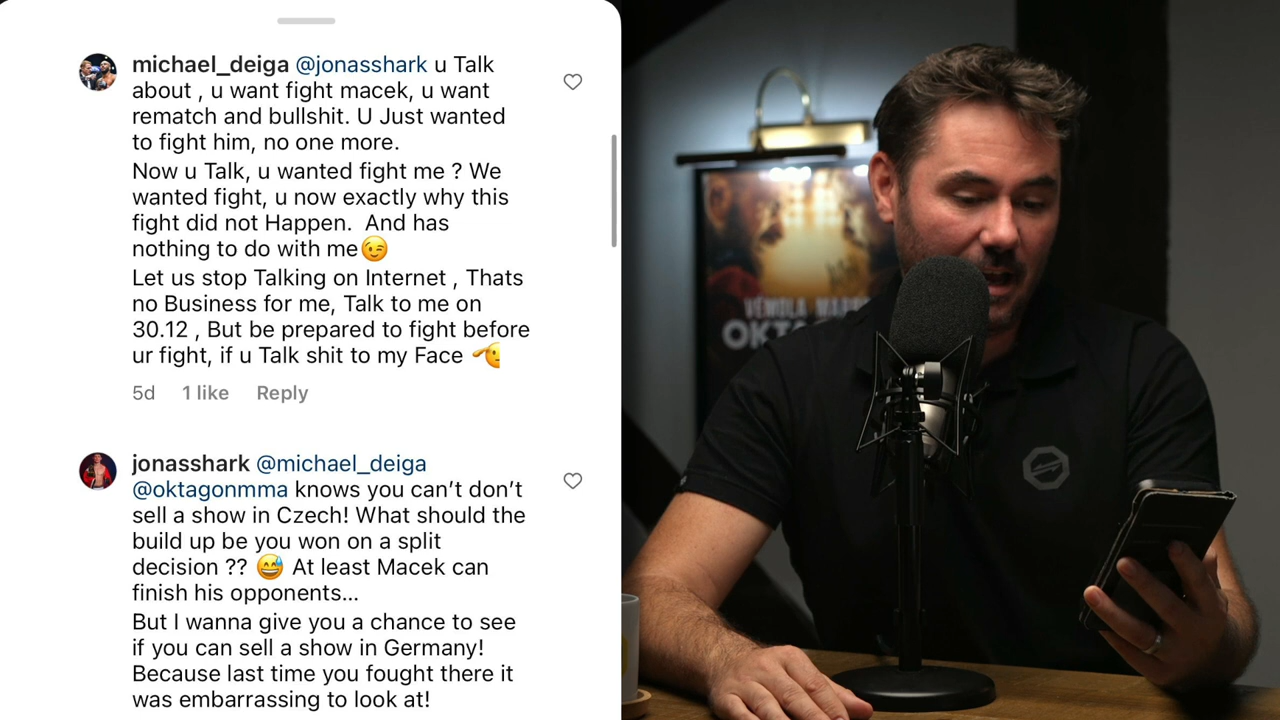 michael_deiga @jonasshark u Talk
about , u want fight macek, u want
rematch and bullshit. U Just wanted
to fight him, no one more.
Now u Talk, u wanted fight me ? We
wanted fight, u now exactly why this
fight did not Happen.  And has
nothing to do with me😉
Let us stop Talking on Internet , Thats
no Business for me, Talk to me on
30.12 , But be prepared to fight before
ur fight, if u Talk shit to my Face 🫡
5d 1 like Reply
jonasshark @michael_deiga
@oktagonmma knows you can’t don’t
sell a show in Czech! What should the
build up be you won on a split
decision ?? 😅 At least Macek can
finish his opponents...
But I wanna give you a chance to see
if you can sell a show in Germany!
Because last time you fought there it
was embarrassing to look at!
VÉMOLA